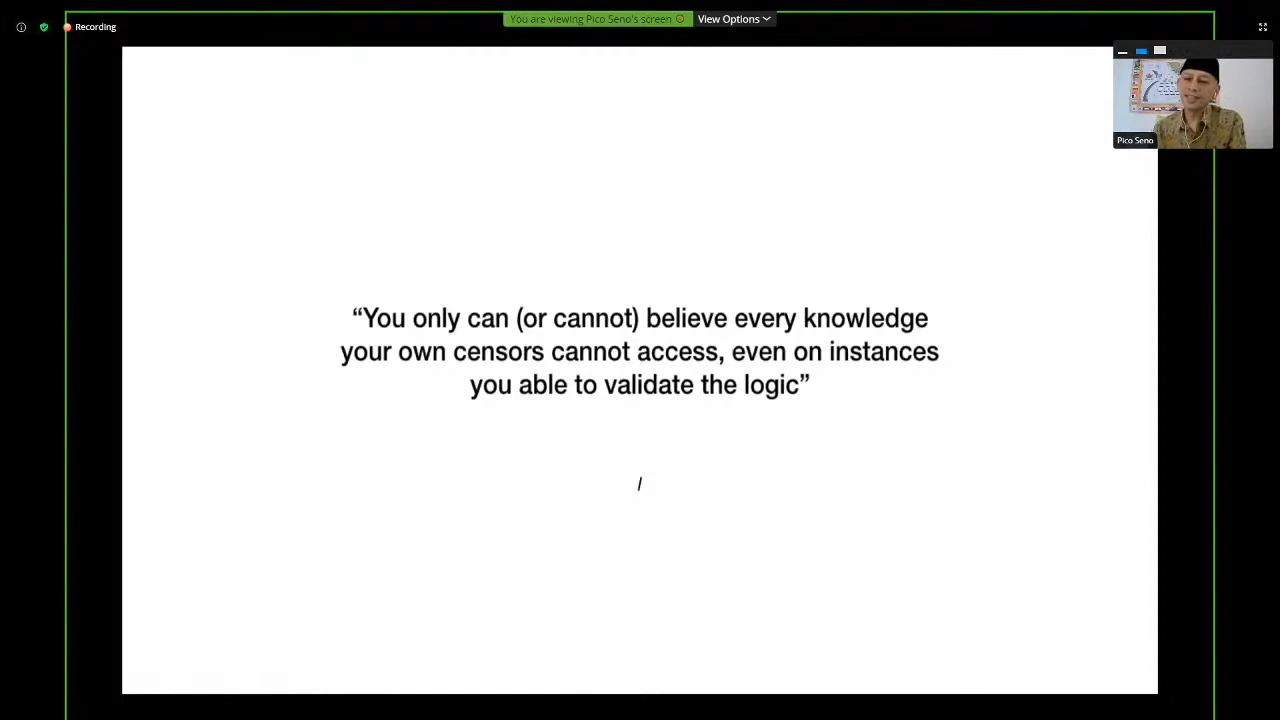 You are viewing Pico Seno's screen
View Options
Recording
Pico Seno
“You only can (or cannot) believe every knowledge
your own censors cannot access, even on instances
you able to validate the logic”
I